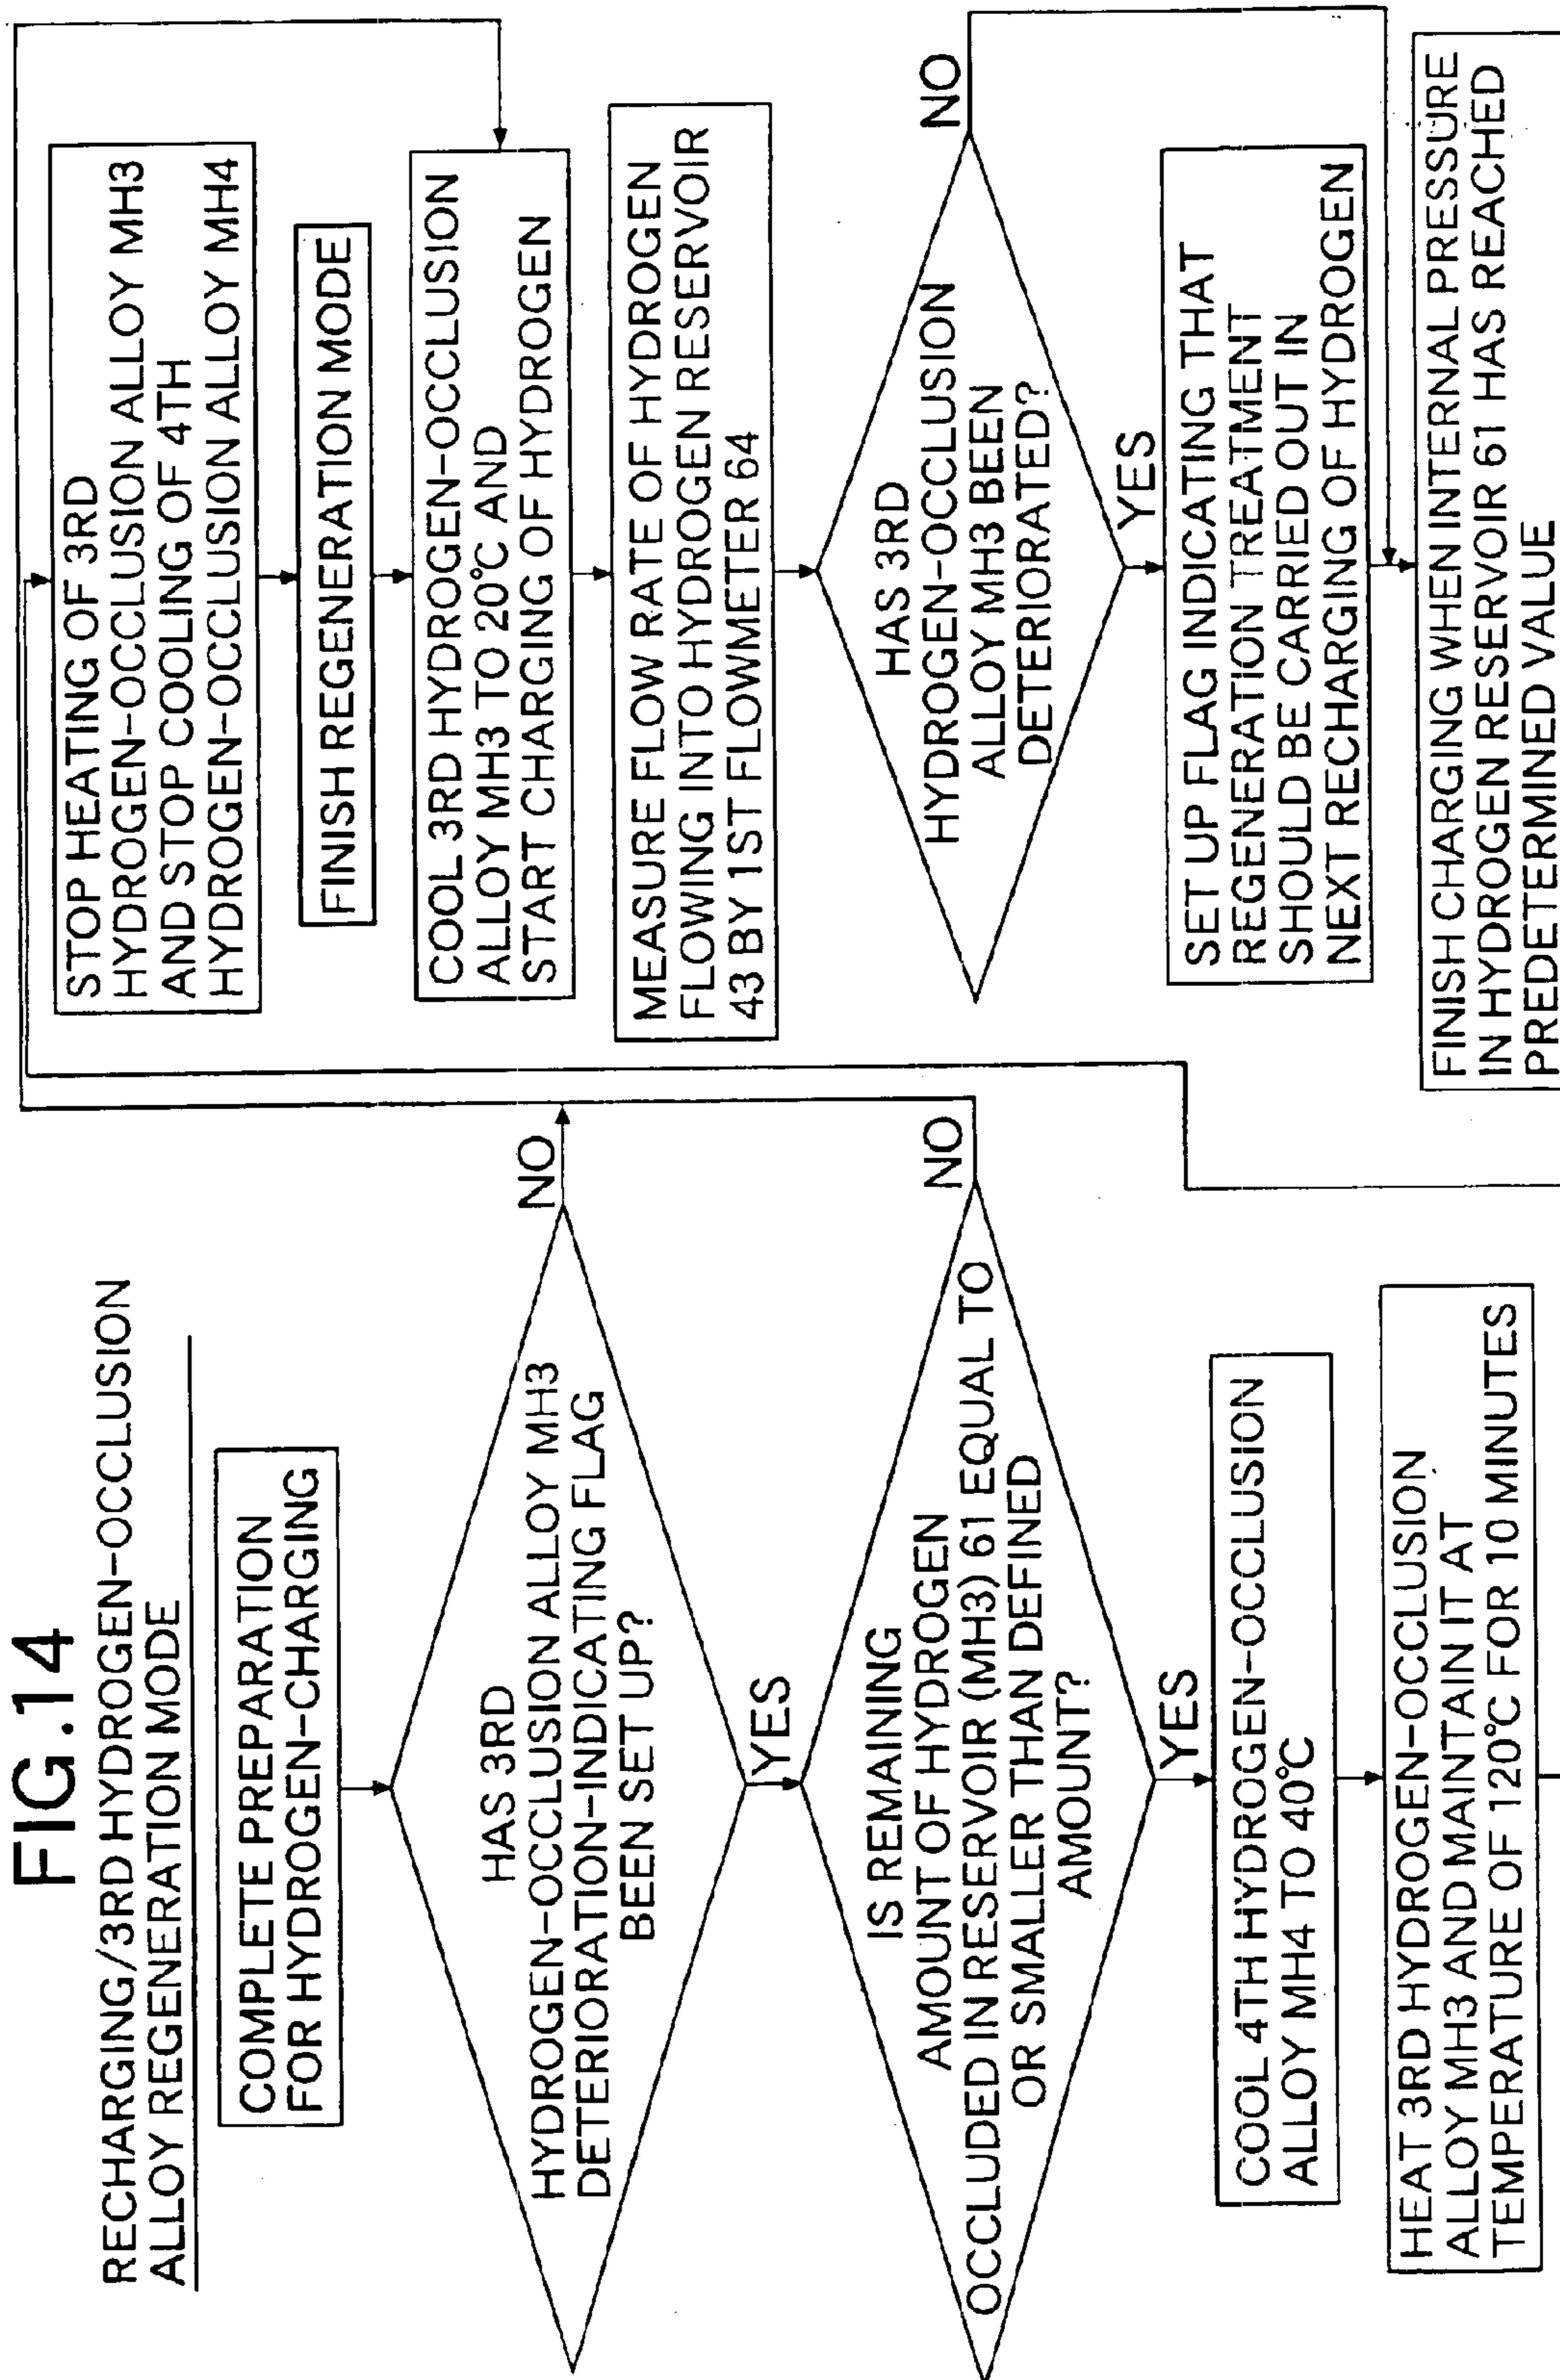 FIG.14
RECHARGING/3RD HYDROGEN-OCCLUSION
ALLOY REGENERATION MODE
COMPLETE PREPARATION
FOR HYDROGEN-CHARGING
HAS 3RD
HYDROGEN-OCCLUSION ALLOY MH3
DETERIORATION-INDICATING FLAG
BEEN SET UP?
NO
YES
IS REMAINING
AMOUNT OF HYDROGEN
OCCLUDED IN RESERVOIR (MH3) 61 EQUAL TO
OR SMALLER THAN DEFINED
AMOUNT?
NO
YES
COOL 4TH HYDROGEN-OCCLUSION
ALLOY MH4 TO 40°C
HEAT 3RD HYDROGEN-OCCLUSION
ALLOY MH3 AND MAINTAIN IT AT
TEMPERATURE OF 120°C FOR 10 MINUTES
STOP HEATING OF 3RD
HYDROGEN-OCCLUSION ALLOY MH3
AND STOP COOLING OF 4TH
HYDROGEN-OCCLUSION ALLOY MH4
FINISH REGENERATION MODE
COOL 3RD HYDROGEN-OCCLUSION
ALLOY MH3 TO 20°C AND
START CHARGING OF HYDROGEN
MEASURE FLOW RATE OF HYDROGEN
FLOWING INTO HYDROGEN RESERVOIR
43 BY 1ST FLOWMETER 64
HAS 3RD
HYDROGEN-OCCLUSION
ALLOY MH3 BEEN
DETERIORATED?
NO
YES
SET UP FLAG INDICATING THAT
REGENERATION TREATMENT
SHOULD BE CARRIED OUT IN
NEXT RECHARGING OF HYDROGEN
FINISH CHARGING WHEN INTERNAL PRESSURE
IN HYDROGEN RESERVOIR 61 HAS REACHED
PREDETERMINED VALUE